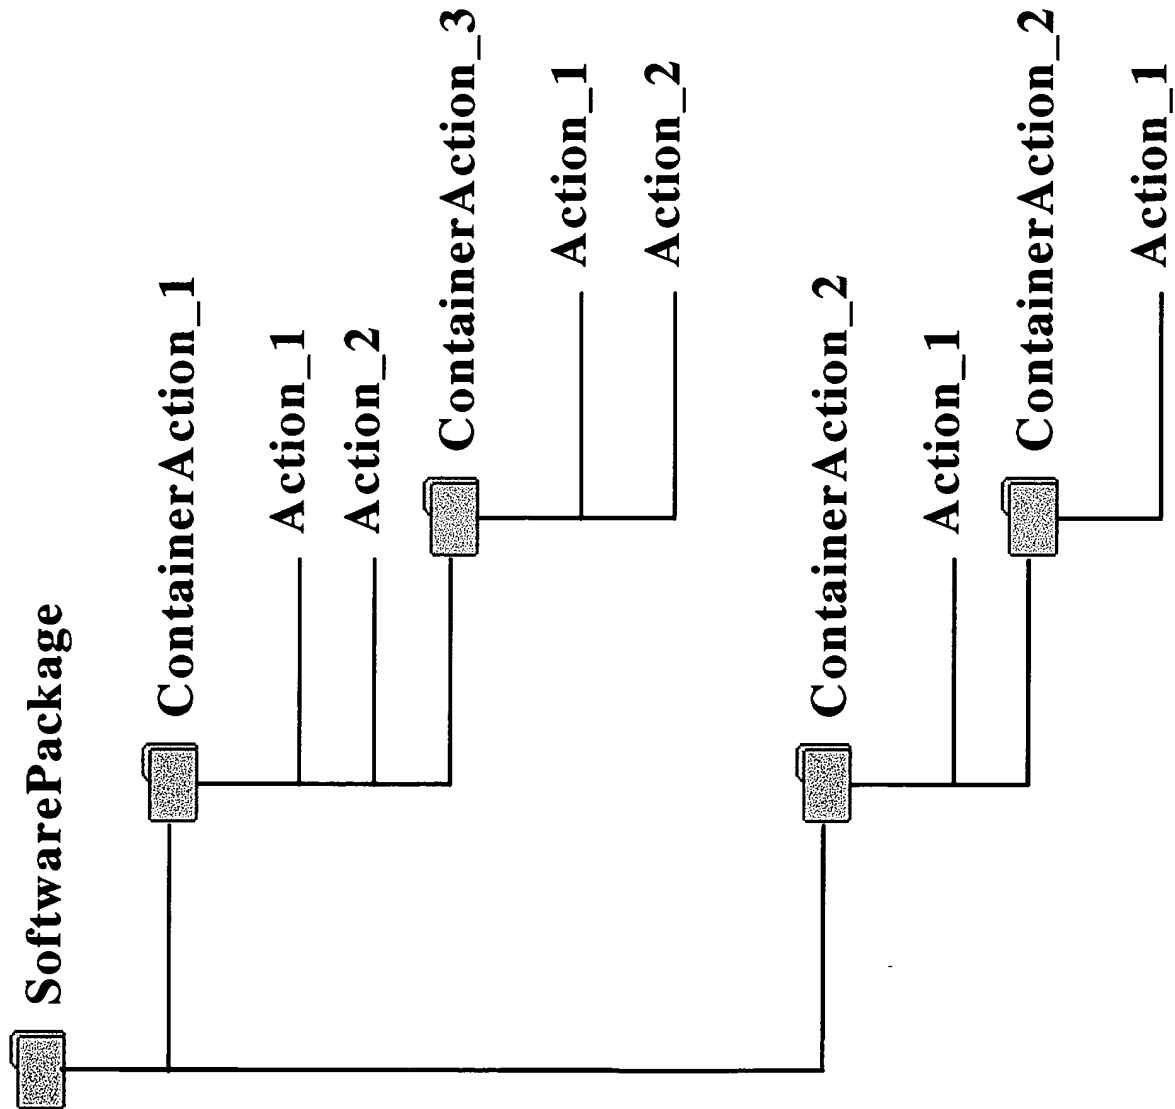 SoftwarePackage
ContainerAction_1
Action_1
Action_2
ContainerAction_3
Action_1
Action_2
ContainerAction_2
Action_1
ContainerAction_2
Action_1